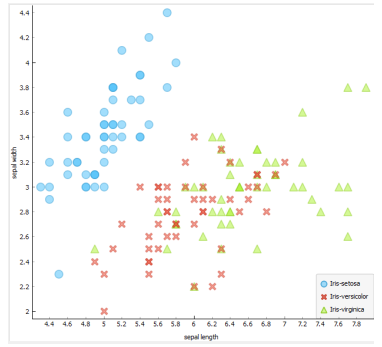 4.4
4.2
4
3.8
3.6
3.4
3.2
3
2.8
2.6
2.4
2.2
2
sepal width
4.4 4.6 4.8 5 5.2 5.4 5.6 5.8 6 6.2 6.4 6.6 6.8 7 7.2 7.4 7.6 7.8
sepal length
Iris-setosa
Iris-versicolor
Iris-virginica